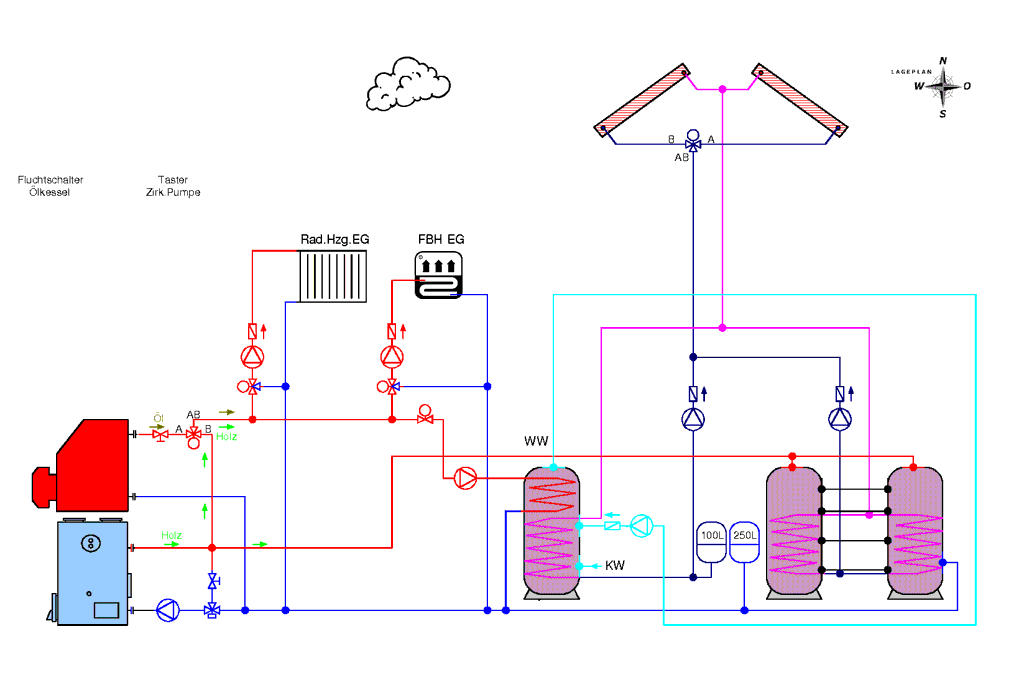 LAGEPLAN
N
W
O
S
B
A
AB
Fluchtschalter
Ölkessel
Taster
Zirk.Pumpe
Rad.Hzg.EG
FBH EG
Öl
AB
A
B
Holz
WW
Holz
100L
250L
KW